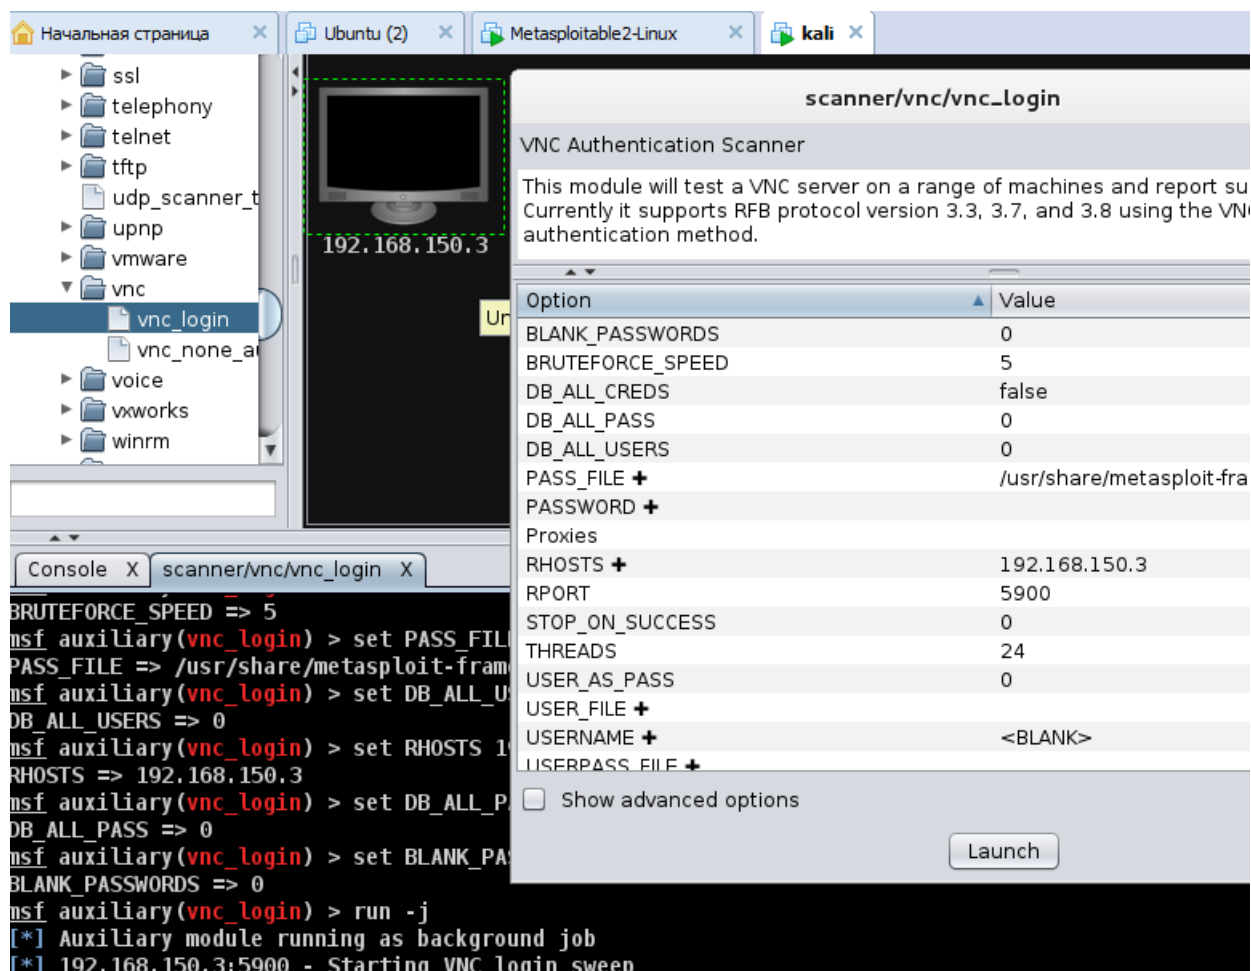 Начальная страница
Ubuntu (2)
Metasploitable2-Linux
kali
ssl
telephony
telnet
tftp
udp_scanner_t
upnp
vmware
vnc
vnc_login
vnc_none_a
voice
vxworks
winrm
192.168.150.3
Un
scanner/vnc/vnc_login
VNC Authentication Scanner
This module will test a VNC server on a range of machines and report su
Currently it supports RFB protocol version 3.3, 3.7, and 3.8 using the VNC
authentication method.
Option Value
BLANK_PASSWORDS 0
BRUTEFORCE_SPEED 5
DB_ALL_CREDS false
DB_ALL_PASS 0
DB_ALL_USERS 0
PASS_FILE ✚ /usr/share/metasploit-fra
PASSWORD ✚
Proxies
RHOSTS ✚ 192.168.150.3
RPORT 5900
STOP_ON_SUCCESS 0
THREADS 24
USER_AS_PASS 0
USER_FILE ✚
USERNAME ✚ <BLANK>
USERPASS_FILE ✚
Show advanced options
Launch
Console X scanner/vnc/vnc_login X
BRUTEFORCE_SPEED => 5
msf auxiliary(vnc_login) > set PASS_FIL
PASS_FILE => /usr/share/metasploit-fram
msf auxiliary(vnc_login) > set DB_ALL_U
DB_ALL_USERS => 0
msf auxiliary(vnc_login) > set RHOSTS 19
RHOSTS => 192.168.150.3
msf auxiliary(vnc_login) > set DB_ALL_P
DB_ALL_PASS => 0
msf auxiliary(vnc_login) > set BLANK_PA
BLANK_PASSWORDS => 0
msf auxiliary(vnc_login) > run -j
[*] Auxiliary module running as background job
[*] 192.168.150.3:5900 - Starting VNC login sweep